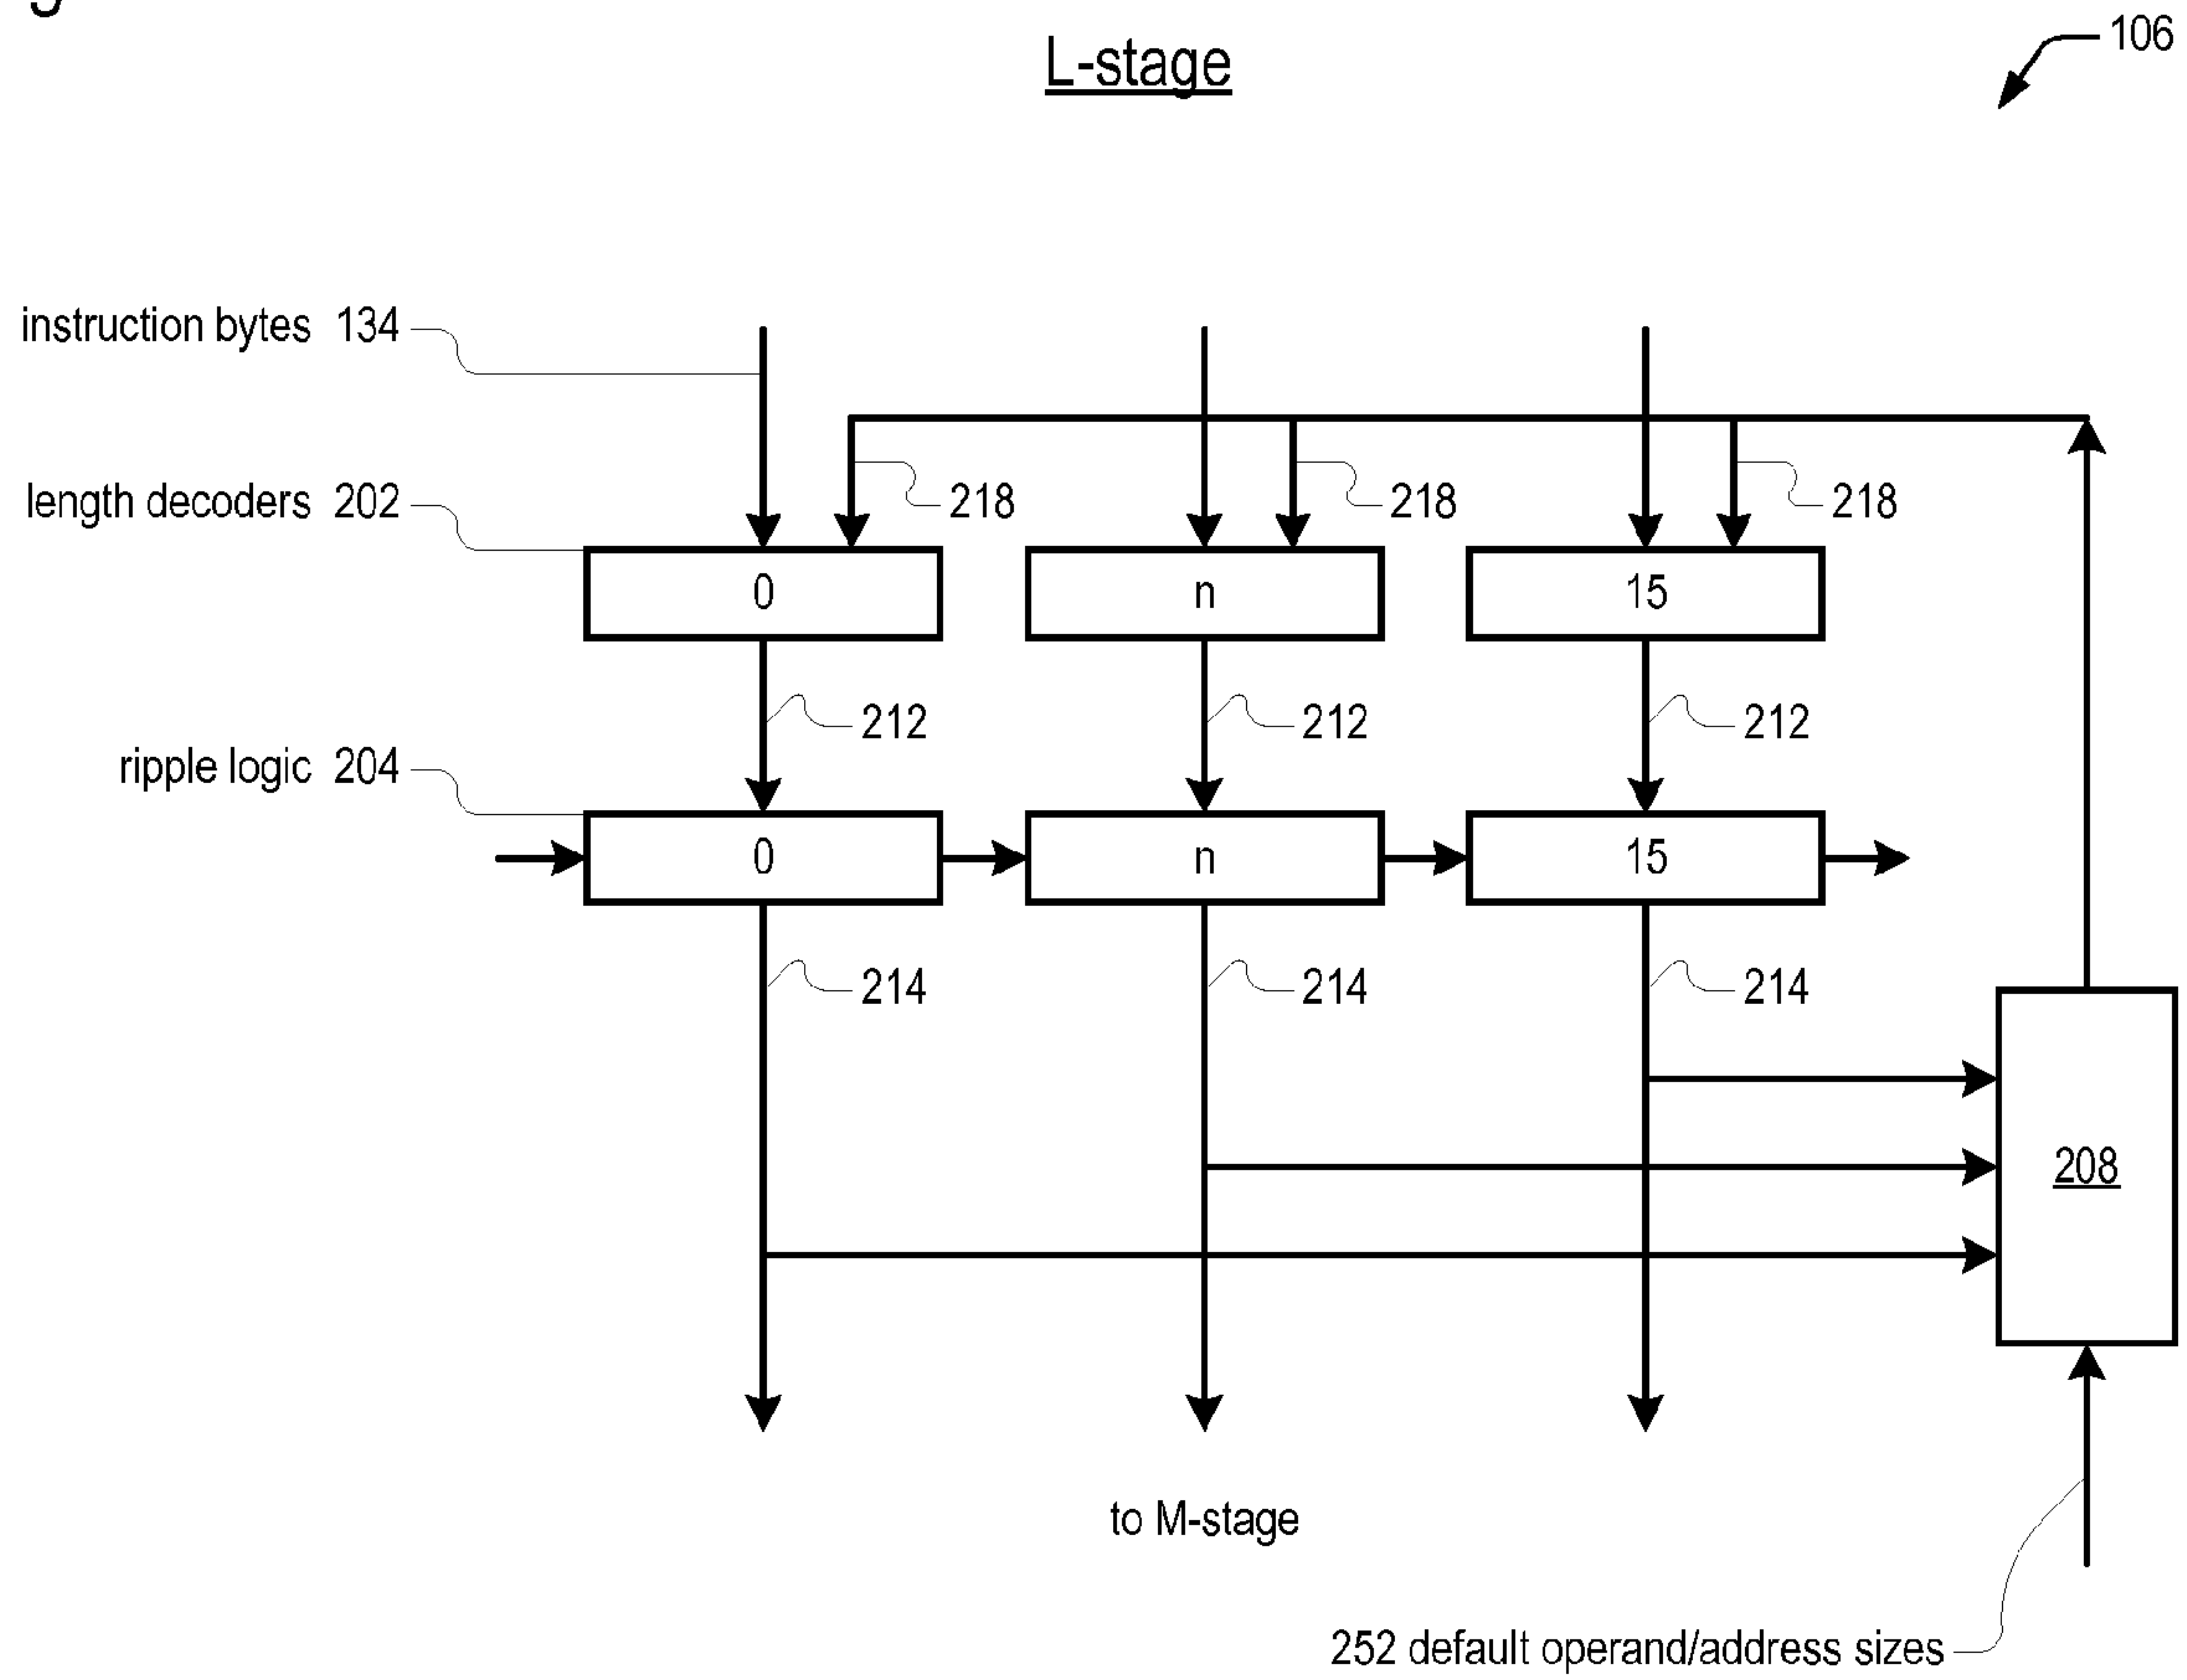 L-stage
106
instruction bytes 134
length decoders 202
218
218
218
0
n
15
212
212
212
ripple logic 204
0
n
15
214
214
214
208
to M-stage
252 default operand/address sizes